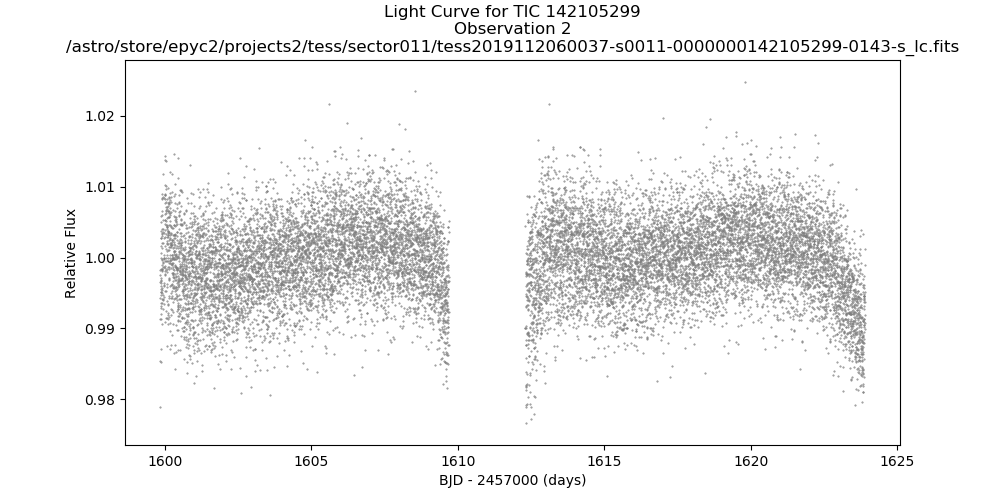 Light Curve for TIC 142105299
Observation 2
/astro/store/epyc2/projects2/tess/sector011/tess2019112060037-s0011-0000000142105299-0143-s_lc.fits
1.02
1.01
1.00
0.99
0.98
Relative Flux
1600 1605 1610 1615 1620 1625
BJD - 2457000 (days)